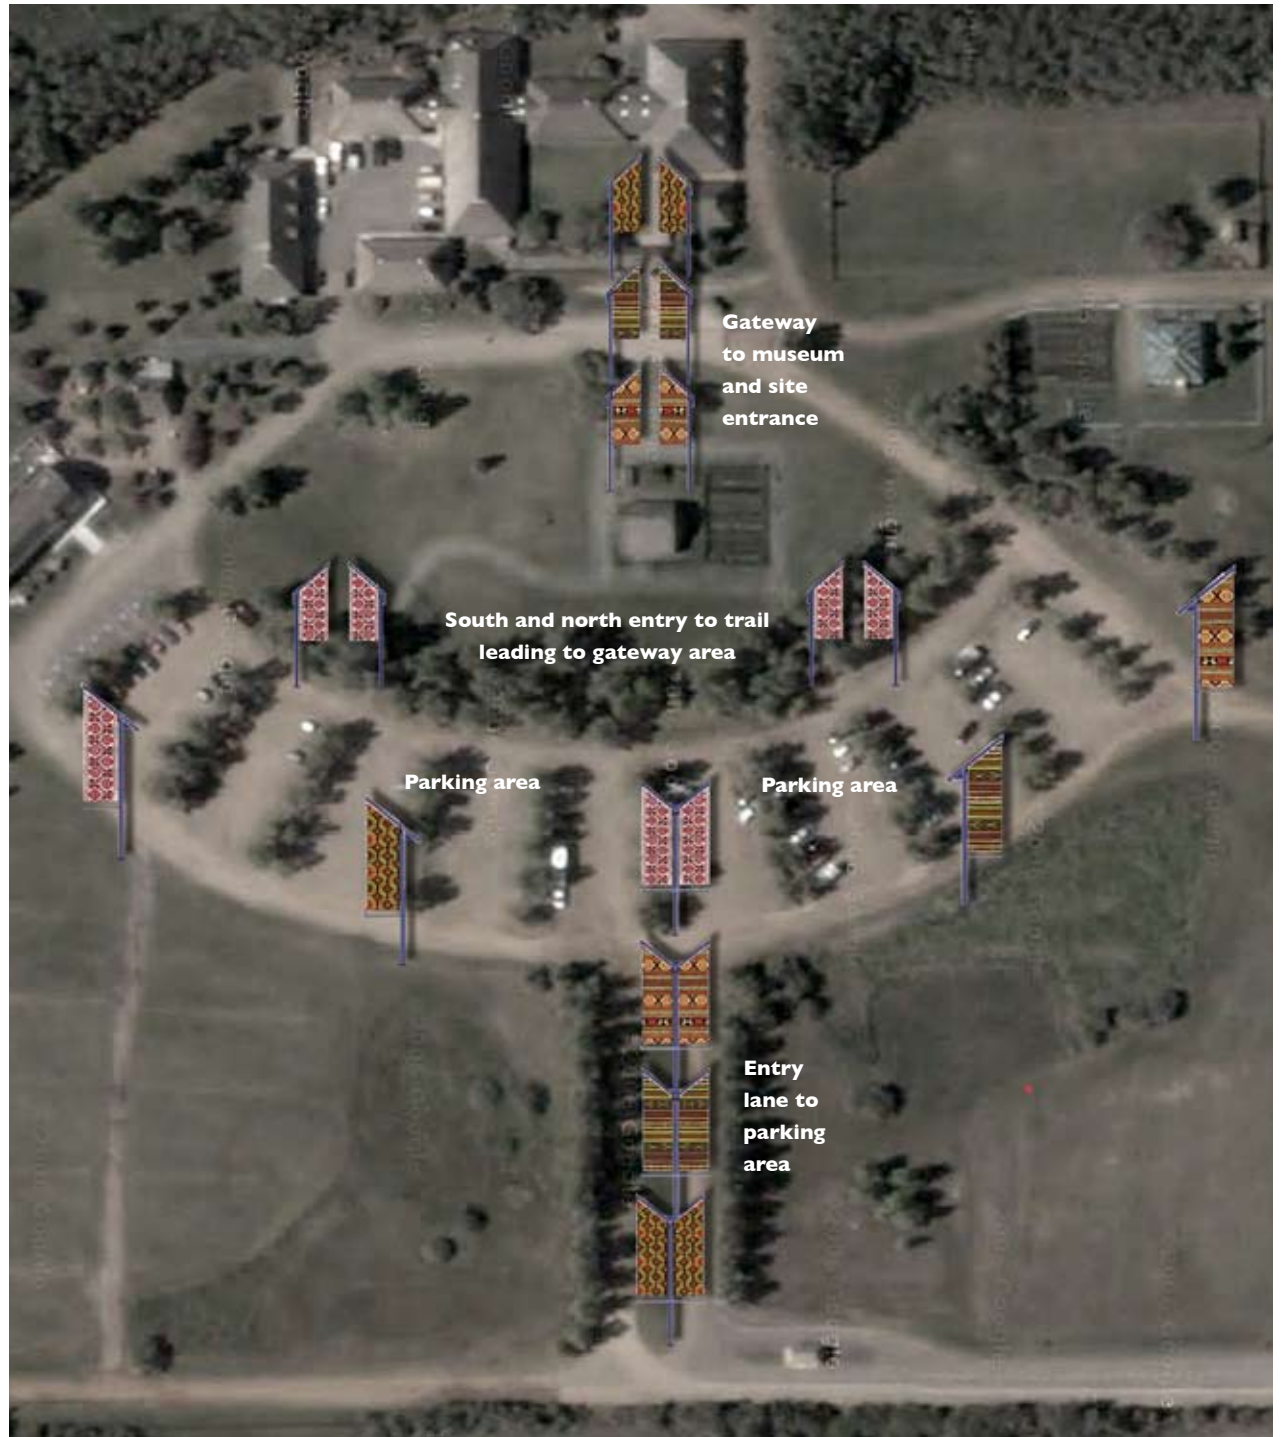 Gateway
to museum
and site
entrance
South and north entry to trail
leading to gateway area
Parking area
Parking area
Entry
lane to
parking
area